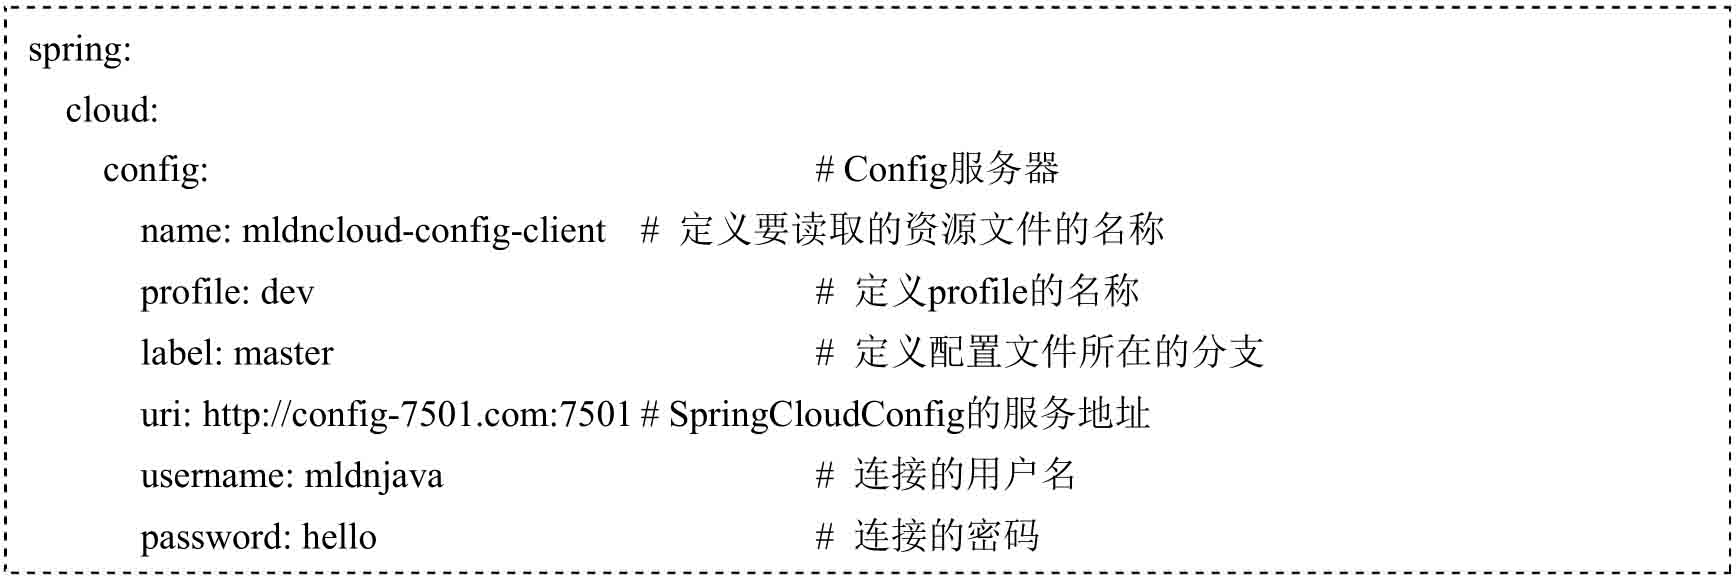 spring:
cloud:
config: # Config服务器
name: mldncloud-config-client # 定义要读取的资源文件的名称
profile: dev # 定义profile的名称
label: master # 定义配置文件所在的分支
uri: http://config-7501.com:7501 # SpringCloudConfig的服务地址
username: mldnjava # 连接的用户名
password: hello # 连接的密码